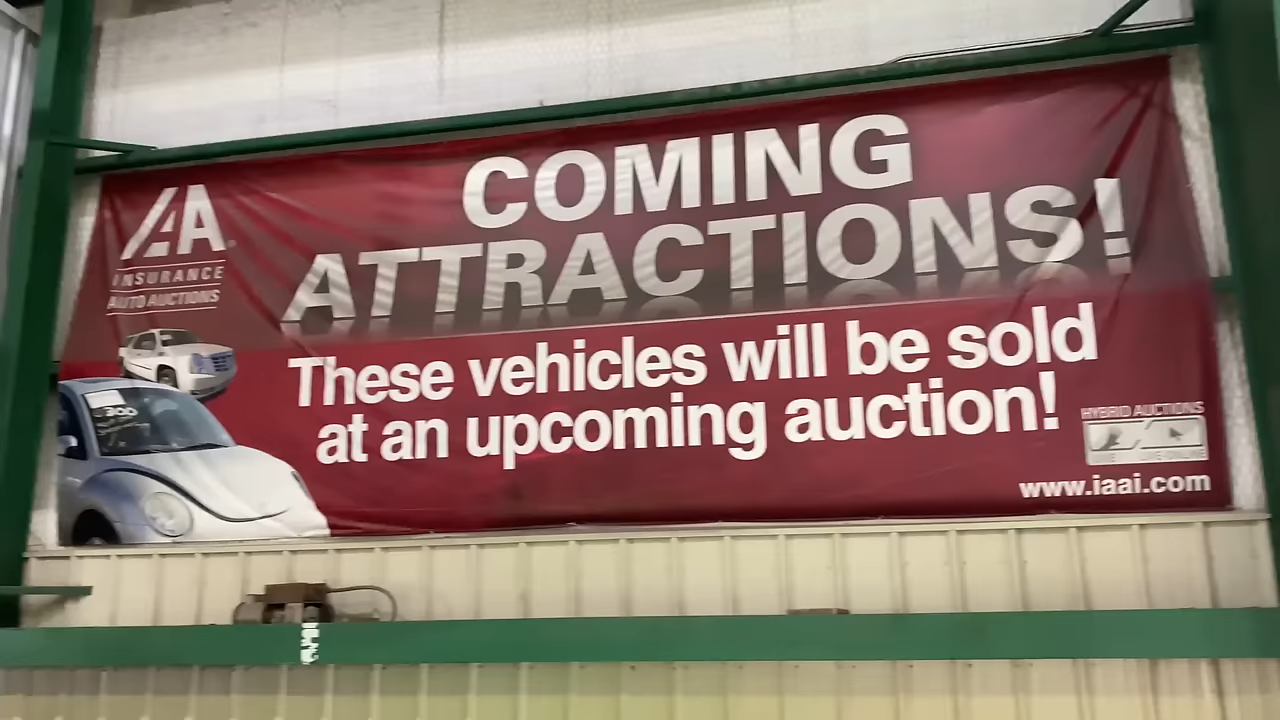 COMING
ATTRACTIONS!
IAA
INSURANCE
AUTO AUCTIONS
These vehicles will be sold
at an upcoming auction!
300
HYBRID AUCTIONS
www.iaai.com